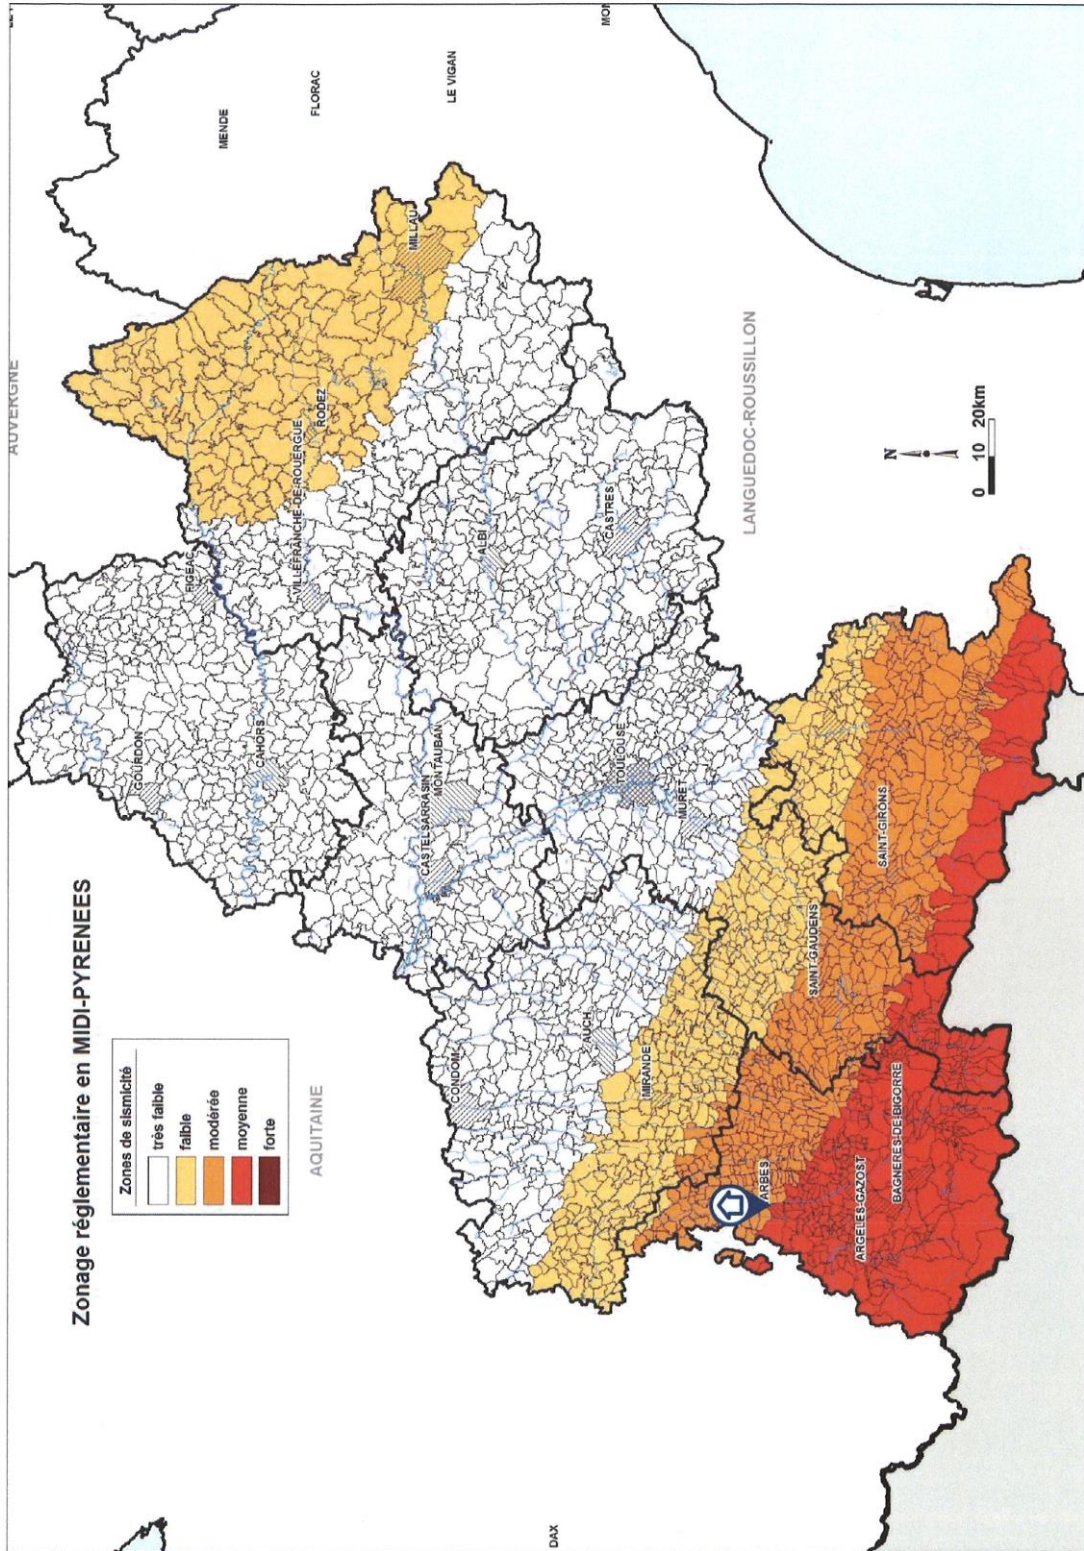 Zonage réglementaire en MIDI-PYRENEES
Zones de sismicité
très faible
faible
modérée
moyenne
forte
AQUITAINE
AUVERGNE
GOURDON
FIGEAC
CAHORS
MENDE
VILLEFRANCHE-DE-ROUERGUE
RODEZ
FLORAC
MILLAU
LE VIGAN
CASTELSARRASIN
MONTAUBAN
CONDOM
ALBI
DAX
AUCH
TOULOUSE
CASTRES
MIRANDE
MURET
LANGUEDOC-ROUSSILLON
ARBES
SAINT-GAUDENS
SAINT-GIRONS
ARGELES-GAZOST
BAGNERES-DE-BIGORRE
N
0 10 20km